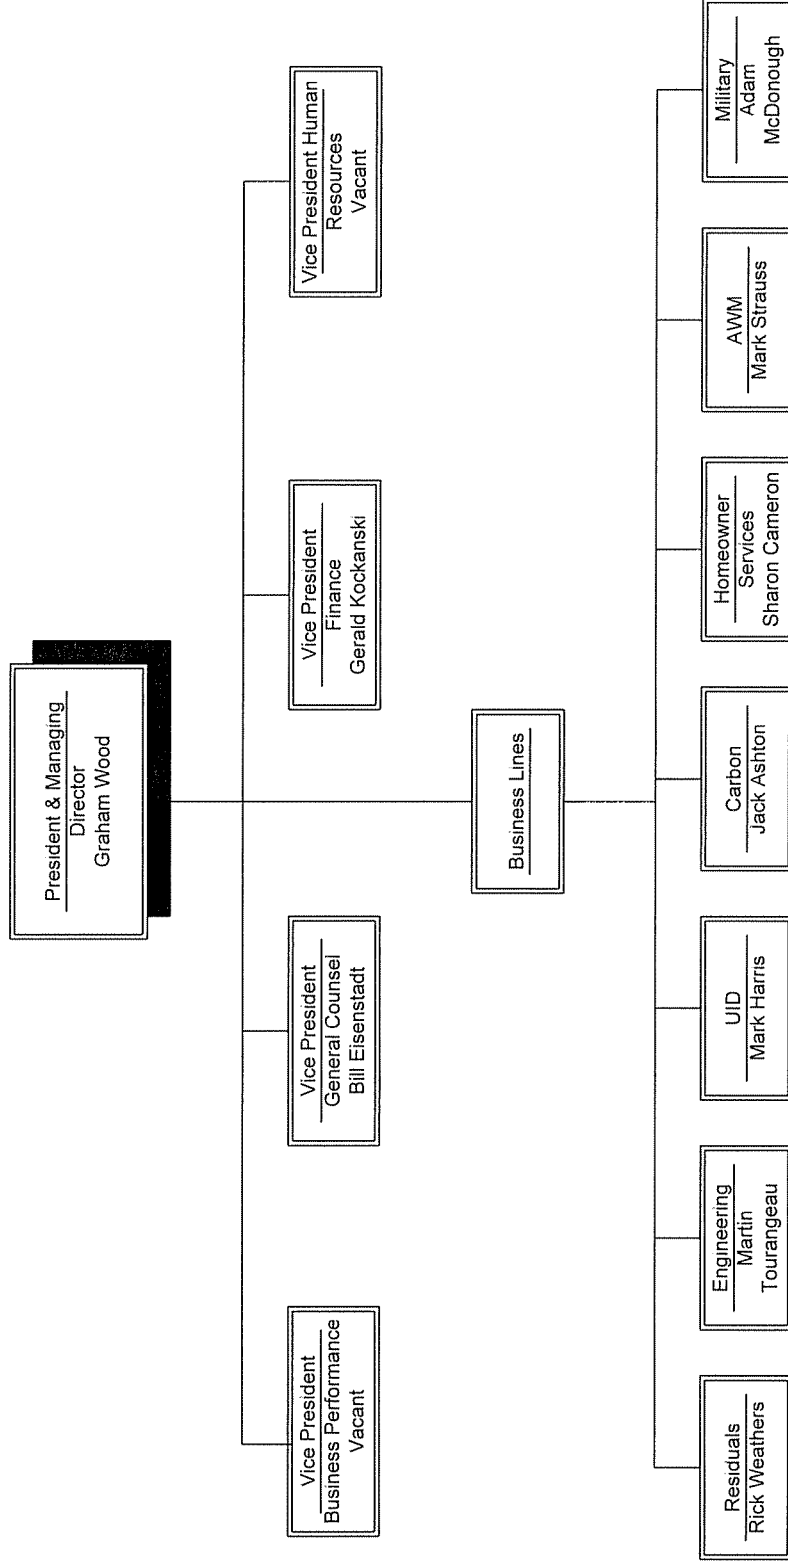 President & Managing
Director
Graham Wood
Vice President
Business Performance
Vacant
Vice President
General Counsel
Bill Eisenstadt
Vice President
Finance
Gerald Kockanski
Vice President Human
Resources
Vacant
Business Lines
Residuals
Rick Weathers
Engineering
Martin
Tourangeau
UID
Mark Harris
Carbon
Jack Ashton
Homeowner
Services
Sharon Cameron
AWM
Mark Strauss
Military
Adam
McDonough